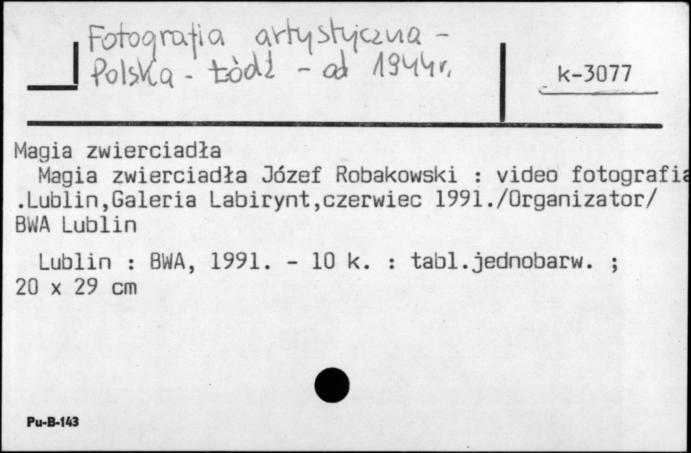 Fotografia artystyczna -
Polska - Łódź - od 1944r.
k-3077
Magia zwierciadła
Magia zwierciadła Józef Robakowski : video fotografia
.Lublin,Galeria Labirynt,czerwiec 1991./Organizator/
BWA Lublin
Lublin : BWA, 1991. - 10 k. : tabl.jednobarw. ;
20 x 29 cm
Pu-B-143